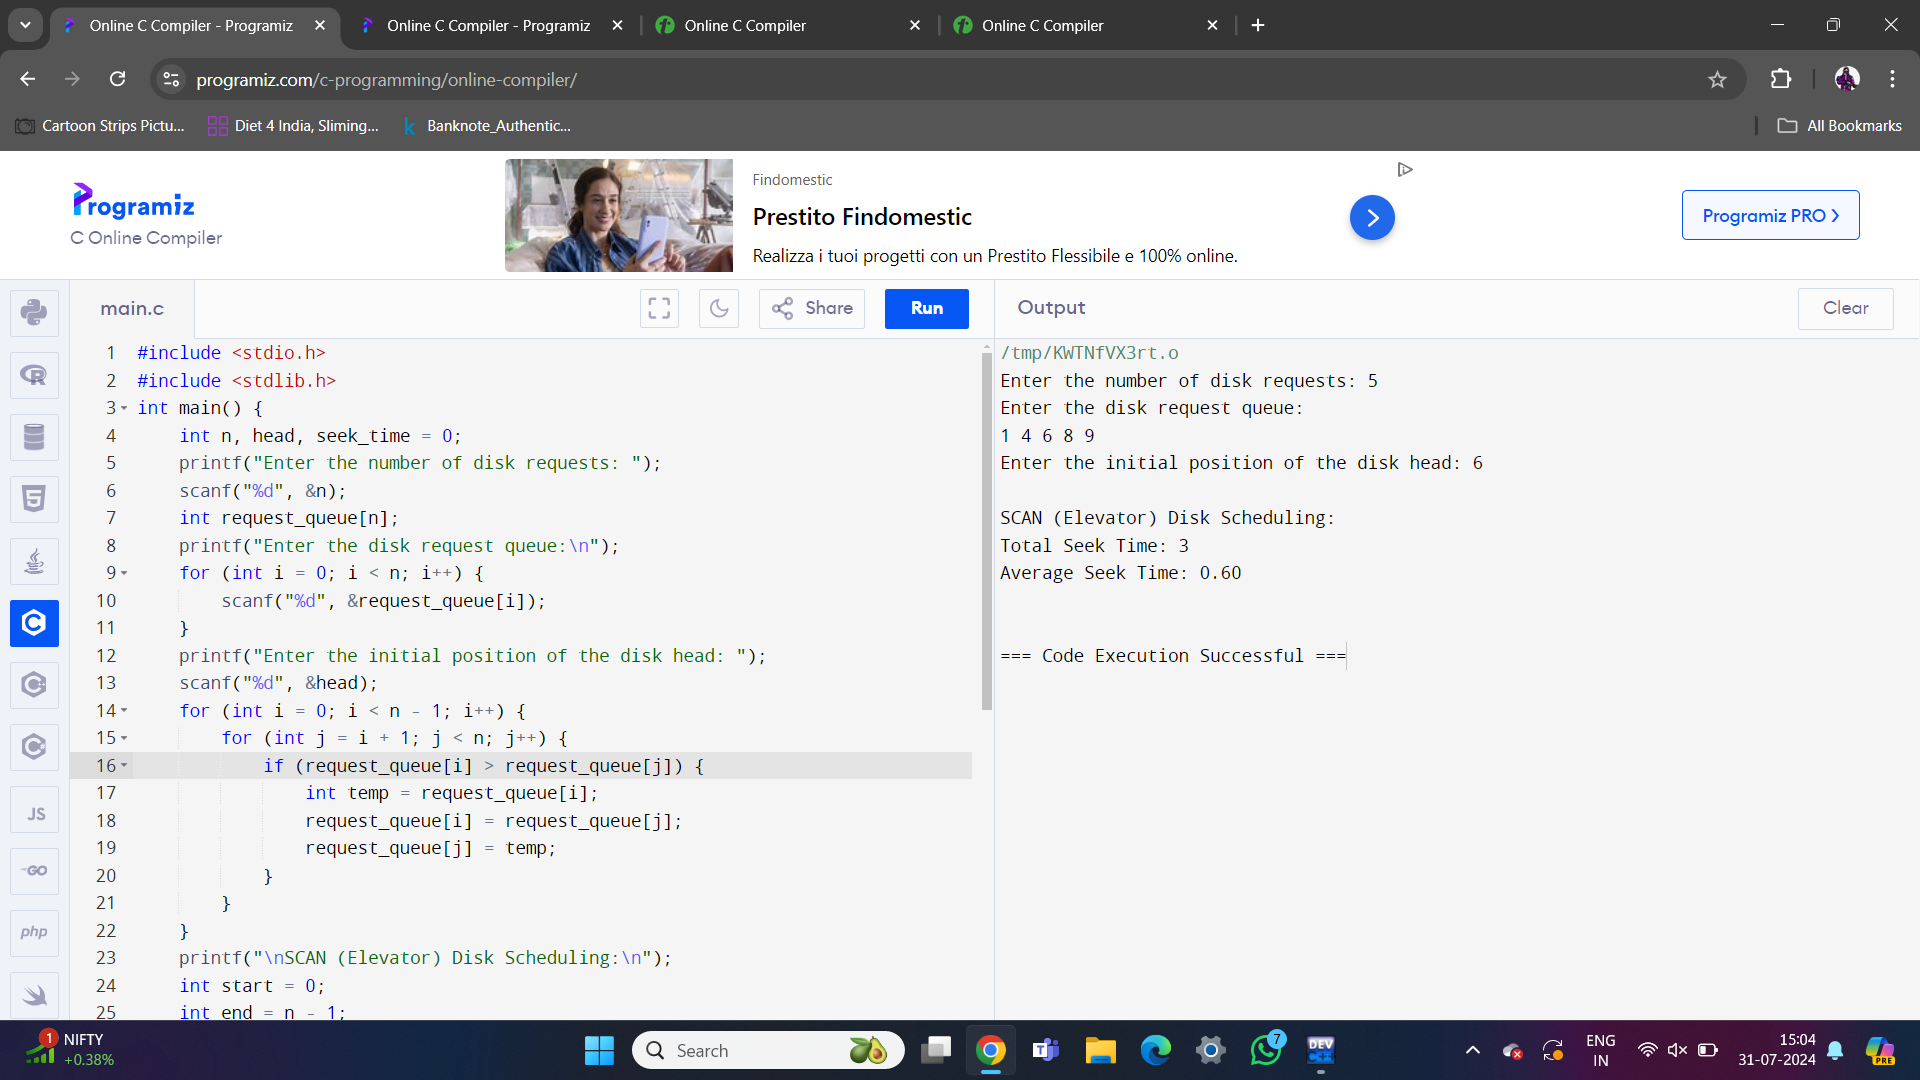 Online C Compiler - Programiz
Online C Compiler - Programiz
Online C Compiler
Online C Compiler
programiz.com/c-programming/online-compiler/
Cartoon Strips Pictu...
Diet 4 India, Sliming...
Banknote_Authentic...
All Bookmarks
Programiz
C Online Compiler
Findomestic
Prestito Findomestic
Realizza i tuoi progetti con un Prestito Flessibile e 100% online.
Programiz PRO
main.c
Share
Run
Output
Clear
1 #include <stdio.h>
2 #include <stdlib.h>
3 int main() {
4 int n, head, seek_time = 0;
5 printf("Enter the number of disk requests: ");
6 scanf("%d", &n);
7 int request_queue[n];
8 printf("Enter the disk request queue:\n");
9 for (int i = 0; i < n; i++) {
10 scanf("%d", &request_queue[i]);
11 }
12 printf("Enter the initial position of the disk head: ");
13 scanf("%d", &head);
14 for (int i = 0; i < n - 1; i++) {
15 for (int j = i + 1; j < n; j++) {
16 if (request_queue[i] > request_queue[j]) {
17 int temp = request_queue[i];
18 request_queue[i] = request_queue[j];
19 request_queue[j] = temp;
20 }
21 }
22 }
23 printf("\nSCAN (Elevator) Disk Scheduling:\n");
24 int start = 0;
25 int end = n - 1;
/tmp/KWTNfVX3rt.o
Enter the number of disk requests: 5
Enter the disk request queue:
1 4 6 8 9
Enter the initial position of the disk head: 6
SCAN (Elevator) Disk Scheduling:
Total Seek Time: 3
Average Seek Time: 0.60
=== Code Execution Successful ===
R
5
C
C
C
JS
GO
php
1
NIFTY
+0.38%
Search
7
DEV
C++
ENG
IN
15:04
31-07-2024
PRE